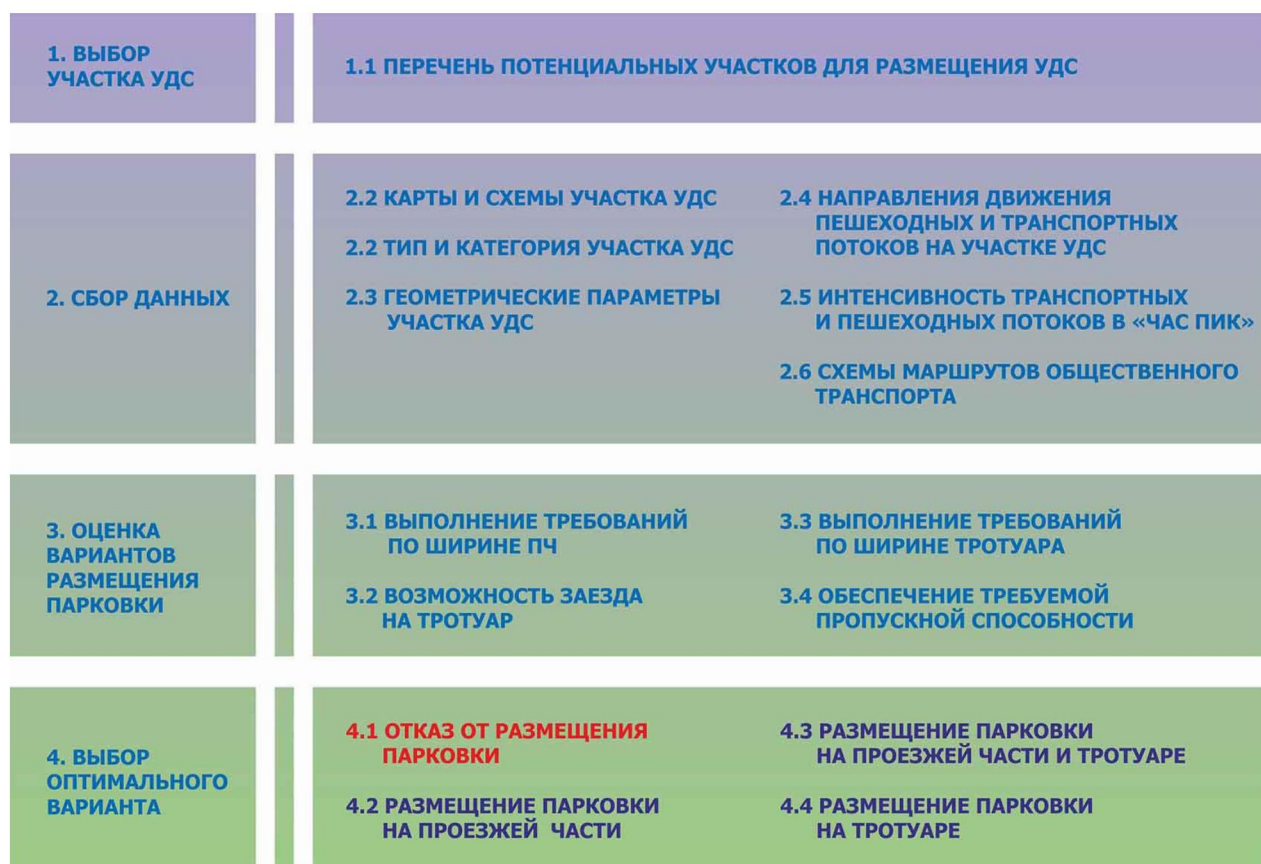 1. ВЫБОР
УЧАСТКА УДС
1.1 ПЕРЕЧЕНЬ ПОТЕНЦИАЛЬНЫХ УЧАСТКОВ ДЛЯ РАЗМЕЩЕНИЯ УДС
2. СБОР ДАННЫХ
2.2 КАРТЫ И СХЕМЫ УЧАСТКА УДС
2.2 ТИП И КАТЕГОРИЯ УЧАСТКА УДС
2.3 ГЕОМЕТРИЧЕСКИЕ ПАРАМЕТРЫ
УЧАСТКА УДС
2.4 НАПРАВЛЕНИЯ ДВИЖЕНИЯ
ПЕШЕХОДНЫХ И ТРАНСПОРТНЫХ
ПОТОКОВ НА УЧАСТКЕ УДС
2.5 ИНТЕНСИВНОСТЬ ТРАНСПОРТНЫХ
И ПЕШЕХОДНЫХ ПОТОКОВ В «ЧАС ПИК»
2.6 СХЕМЫ МАРШРУТОВ ОБЩЕСТВЕННОГО
ТРАНСПОРТА
3. ОЦЕНКА
ВАРИАНТОВ
РАЗМЕЩЕНИЯ
ПАРКОВКИ
3.1 ВЫПОЛНЕНИЕ ТРЕБОВАНИЙ
ПО ШИРИНЕ ПЧ
3.2 ВОЗМОЖНОСТЬ ЗАЕЗДА
НА ТРОТУАР
3.3 ВЫПОЛНЕНИЕ ТРЕБОВАНИЙ
ПО ШИРИНЕ ТРОТУАРА
3.4 ОБЕСПЕЧЕНИЕ ТРЕБУЕМОЙ
ПРОПУСКНОЙ СПОСОБНОСТИ
4. ВЫБОР
ОПТИМАЛЬНОГО
ВАРИАНТА
4.1 ОТКАЗ ОТ РАЗМЕЩЕНИЯ
ПАРКОВКИ
4.2 РАЗМЕЩЕНИЕ ПАРКОВКИ
НА ПРОЕЗЖЕЙ ЧАСТИ
4.3 РАЗМЕЩЕНИЕ ПАРКОВКИ
НА ПРОЕЗЖЕЙ ЧАСТИ И ТРОТУАРЕ
4.4 РАЗМЕЩЕНИЕ ПАРКОВКИ
НА ТРОТУАРЕ